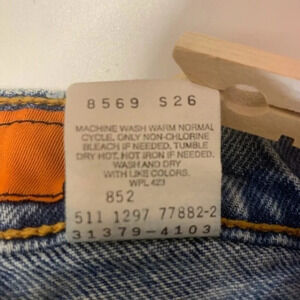 8569 S26
MACHINE WASH WARM NORMAL
CYCLE. ONLY NON-CHLORINE
BLEACH IF NEEDED. TUMBLE
DRY HOT. HOT IRON IF NEEDED.
WASH AND DRY
WITH LIKE COLORS.
WPL 423
852
511 1297 77882-2
31379-4103